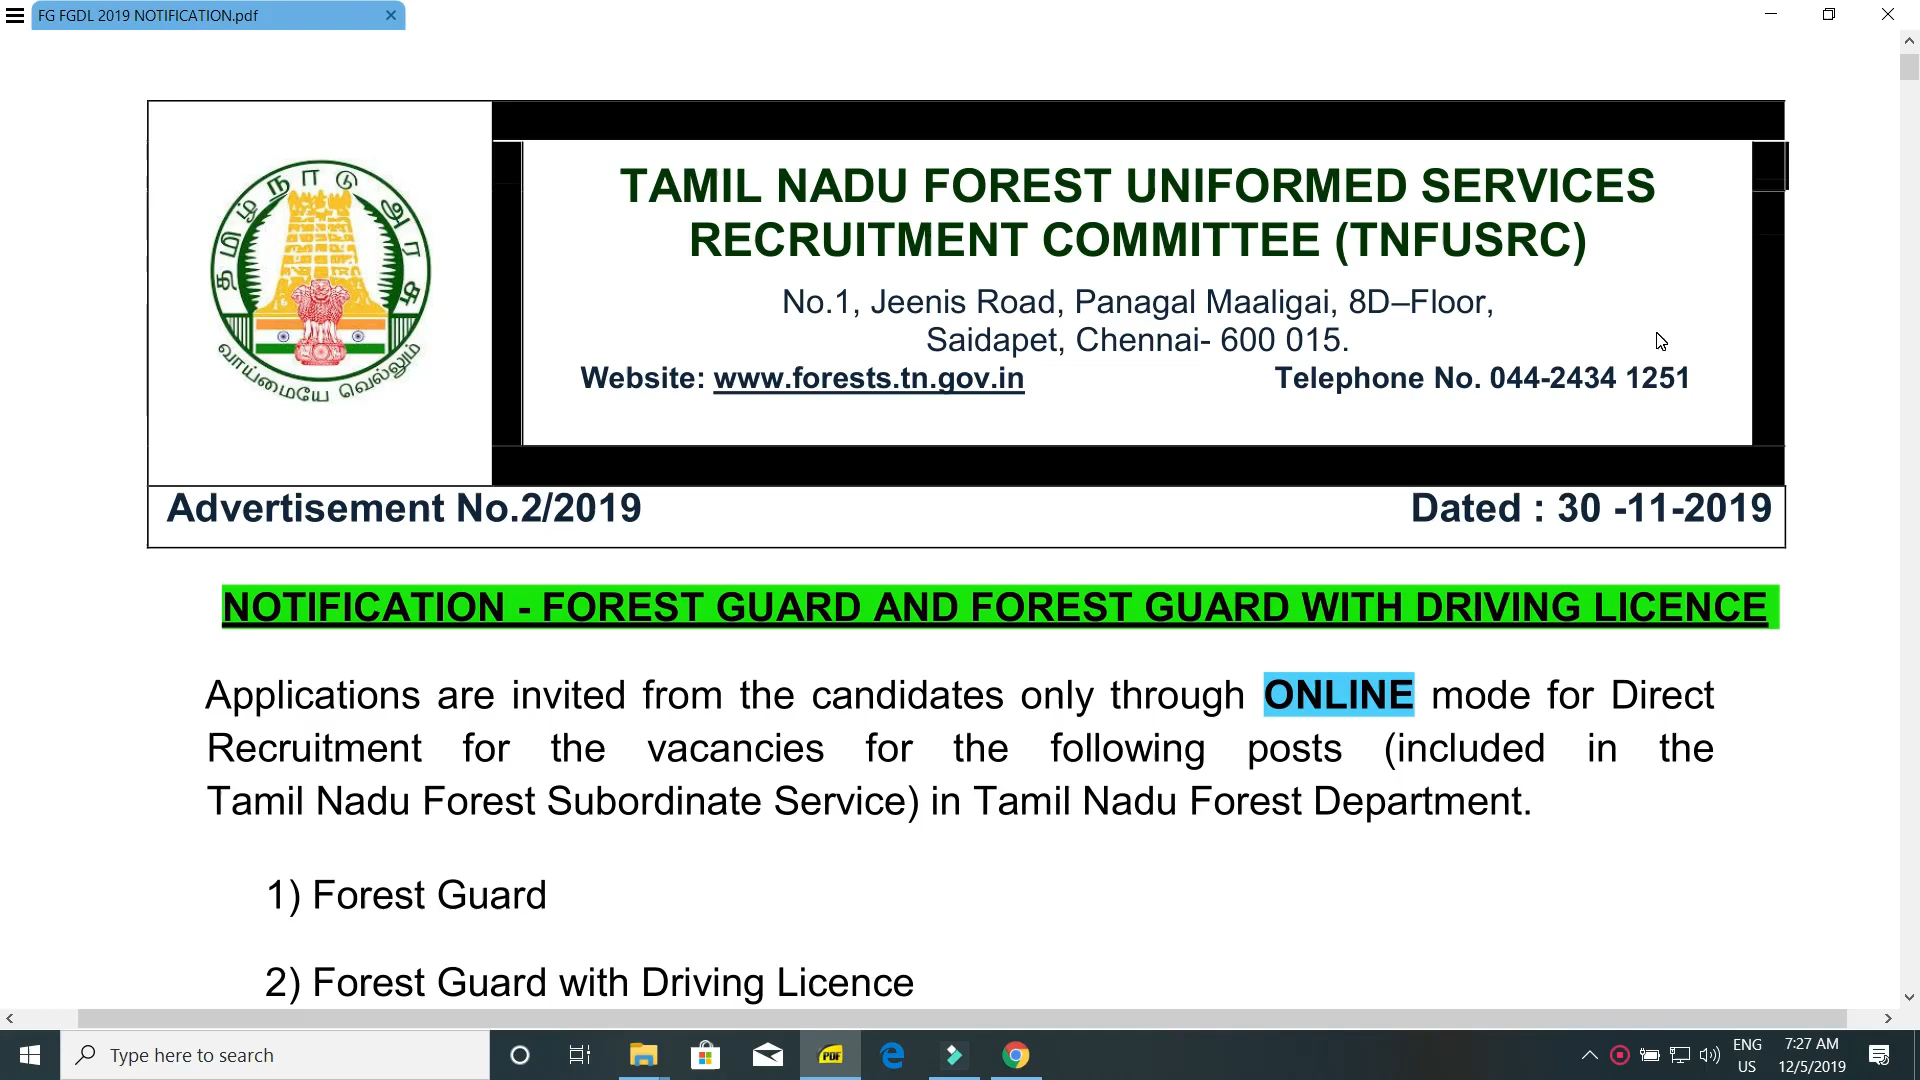 FG FGDL 2019 NOTIFICATION.pdf
தமிழ்நாடு அரசு
வாய்மையே வெல்லும்
TAMIL NADU FOREST UNIFORMED SERVICES
RECRUITMENT COMMITTEE (TNFUSRC)
No.1, Jeenis Road, Panagal Maaligai, 8D–Floor,
Saidapet, Chennai- 600 015.
Website: www.forests.tn.gov.in Telephone No. 044-2434 1251
Advertisement No.2/2019 Dated : 30 -11-2019
NOTIFICATION - FOREST GUARD AND FOREST GUARD WITH DRIVING LICENCE
Applications are invited from the candidates only through ONLINE mode for Direct
Recruitment for the vacancies for the following posts (included in the
Tamil Nadu Forest Subordinate Service) in Tamil Nadu Forest Department.
1) Forest Guard
2) Forest Guard with Driving Licence
Type here to search
PDF
ENG
US
7:27 AM
12/5/2019